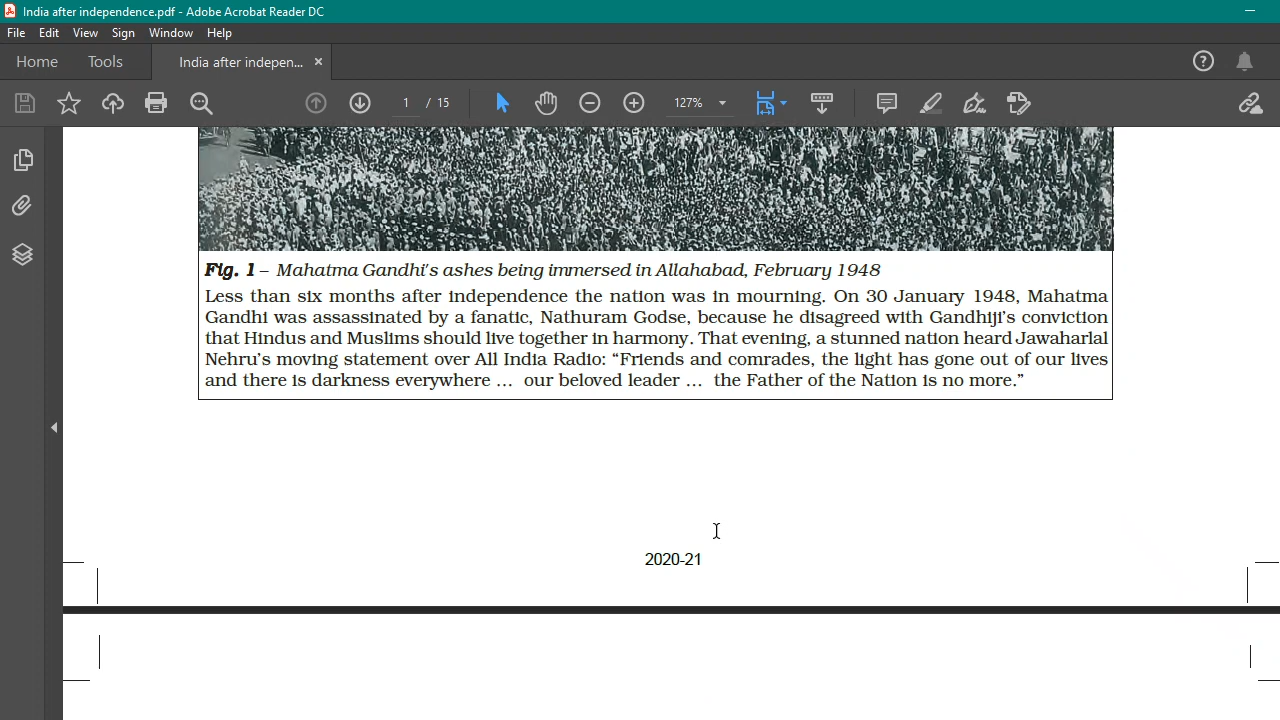 India after independence.pdf - Adobe Acrobat Reader DC
File Edit View Sign Window Help
Home Tools India after indepen... ×
1 / 15 127%
Fig. 1 – Mahatma Gandhi's ashes being immersed in Allahabad, February 1948
Less than six months after independence the nation was in mourning. On 30 January 1948, Mahatma
Gandhi was assassinated by a fanatic, Nathuram Godse, because he disagreed with Gandhiji's conviction
that Hindus and Muslims should live together in harmony. That evening, a stunned nation heard Jawaharlal
Nehru's moving statement over All India Radio: “Friends and comrades, the light has gone out of our lives
and there is darkness everywhere … our beloved leader … the Father of the Nation is no more.”
2020-21